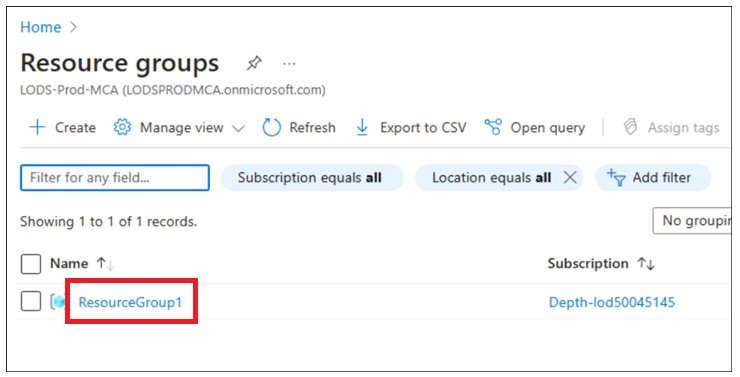 Home >
Resource groups
LODS-Prod-MCA (LODSPRODMCA.onmicrosoft.com)
Create Manage view Refresh Export to CSV Open query Assign tags
Filter for any field... Subscription equals all Location equals all Add filter
Showing 1 to 1 of 1 records. No groupin
Name Subscription
ResourceGroup1 Depth-lod50045145